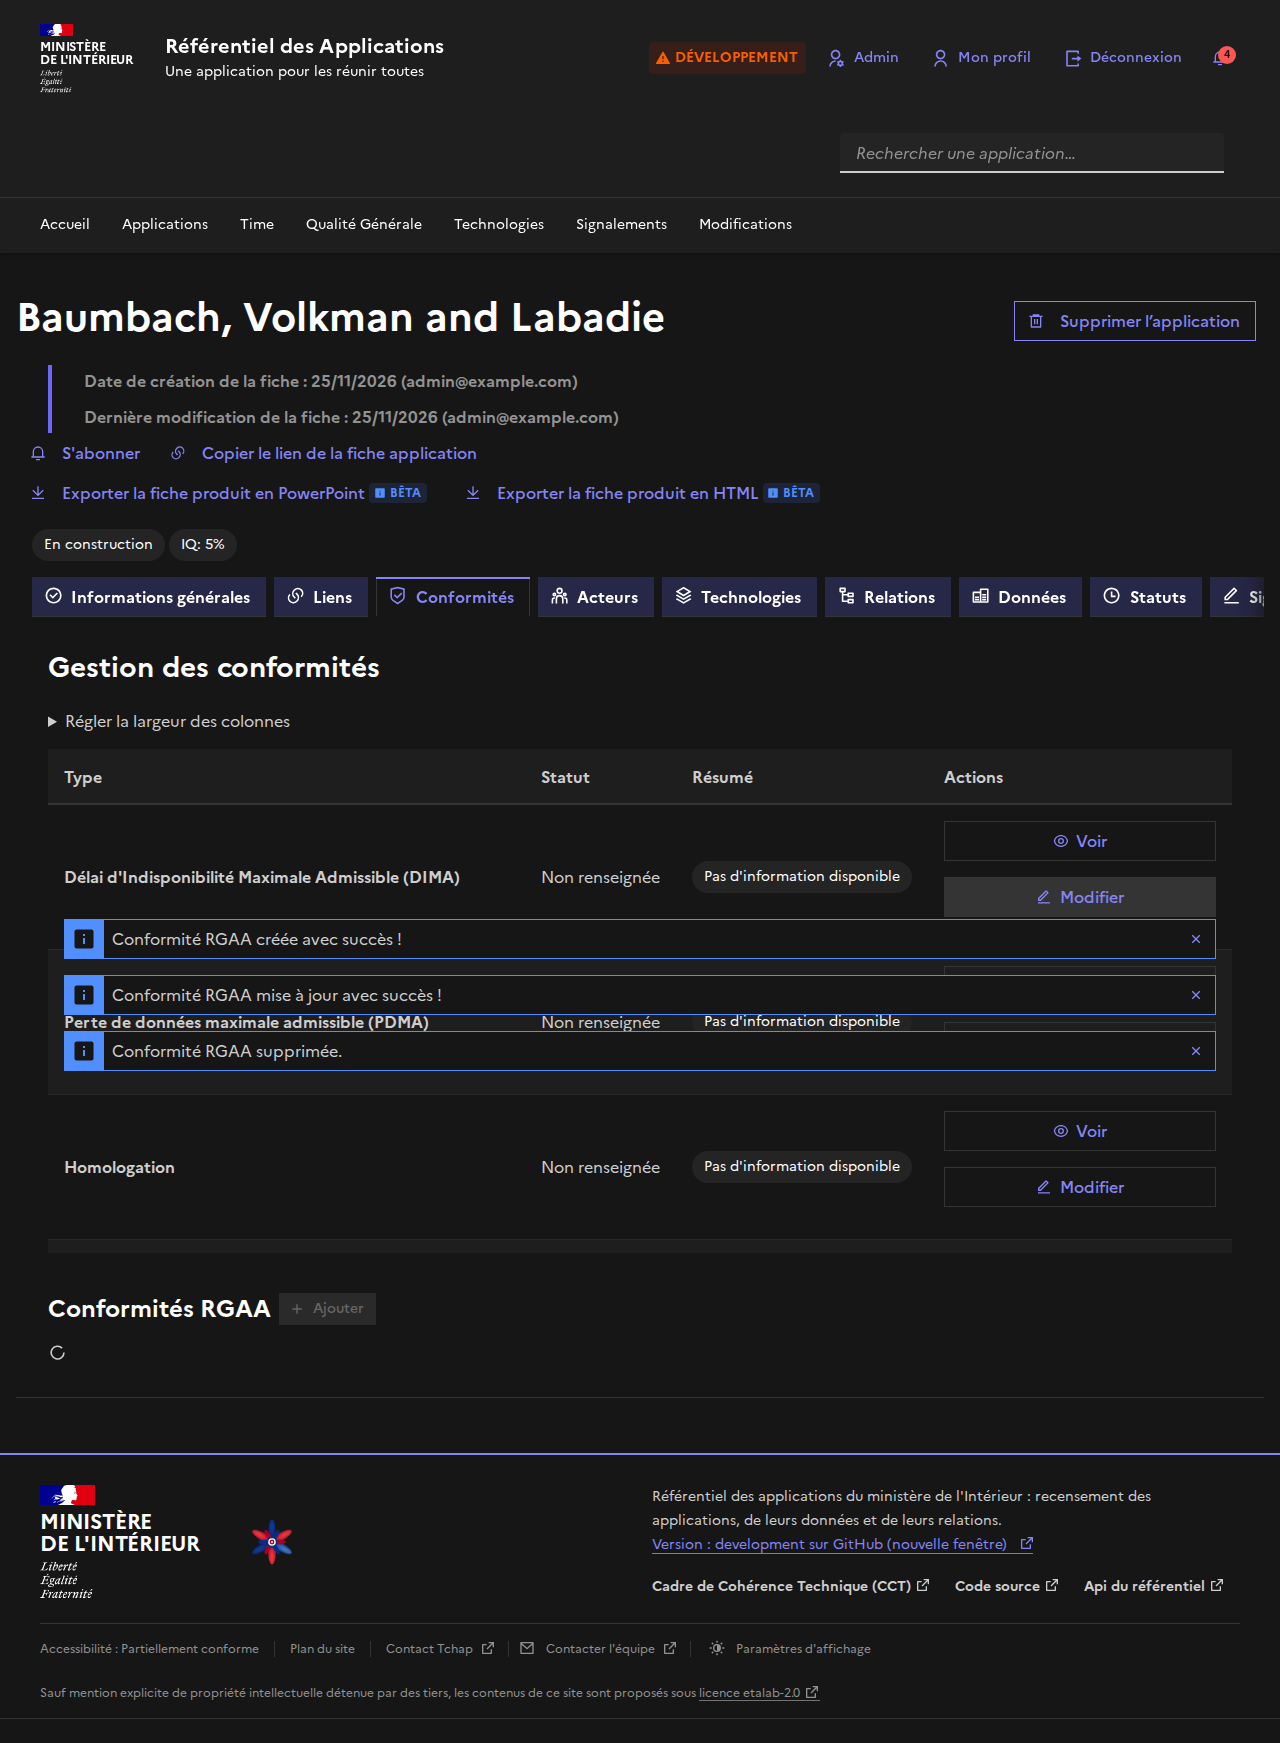 MINISTÈRE
DE L'INTÉRIEUR
Liberté
Égalité
Fraternité
Référentiel des Applications
Une application pour les réunir toutes
DÉVELOPPEMENT
Admin
Mon profil
Déconnexion
4
Rechercher une application…
Accueil
Applications
Time
Qualité Générale
Technologies
Signalements
Modifications
Baumbach, Volkman and Labadie
Supprimer l’application
Date de création de la fiche : 25/11/2026 (admin@example.com)
Dernière modification de la fiche : 25/11/2026 (admin@example.com)
S'abonner
Copier le lien de la fiche application
Exporter la fiche produit en PowerPoint BÊTA
Exporter la fiche produit en HTML BÊTA
En construction
IQ: 5%
Informations générales
Liens
Conformités
Acteurs
Technologies
Relations
Données
Statuts
Gestion des conformités
Régler la largeur des colonnes
Type
Statut
Résumé
Actions
Délai d'Indisponibilité Maximale Admissible (DIMA)
Non renseignée
Pas d'information disponible
Voir
Modifier
Conformité RGAA créée avec succès !
Conformité RGAA mise à jour avec succès !
Perte de données maximale admissible (PDMA)
Non renseignée
Pas d'information disponible
Conformité RGAA supprimée.
Homologation
Non renseignée
Pas d'information disponible
Voir
Modifier
Conformités RGAA
Ajouter
MINISTÈRE
DE L'INTÉRIEUR
Liberté
Égalité
Fraternité
Référentiel des applications du ministère de l'Intérieur : recensement des
applications, de leurs données et de leurs relations.
Version : development sur GitHub (nouvelle fenêtre)
Cadre de Cohérence Technique (CCT)
Code source
Api du référentiel
Accessibilité : Partiellement conforme
Plan du site
Contact Tchap
Contacter l'équipe
Paramètres d'affichage
Sauf mention explicite de propriété intellectuelle détenue par des tiers, les contenus de ce site sont proposés sous licence etalab-2.0